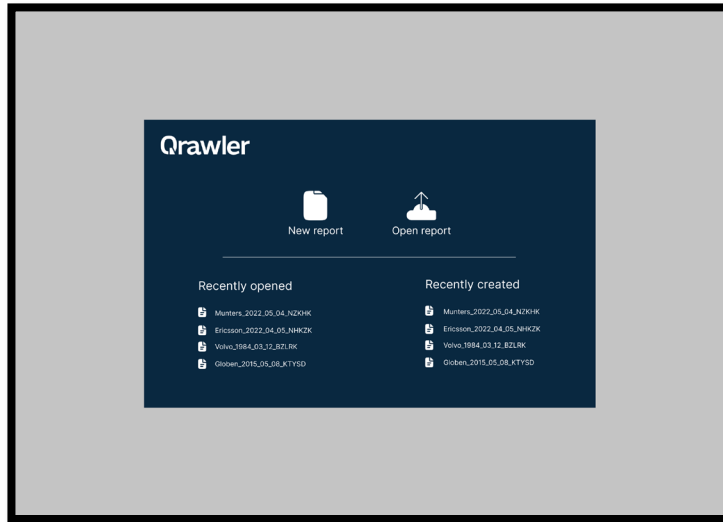 Qrawler
New report
Open report
Recently opened
Munters_2022_05_04_NZKHK
Ericsson_2022_04_05_NHKZK
Volvo_1984_03_12_BZLRK
Globen_2015_05_08_KTYSD
Recently created
Munters_2022_05_04_NZKHK
Ericsson_2022_04_05_NHKZK
Volvo_1984_03_12_BZLRK
Globen_2015_05_08_KTYSD